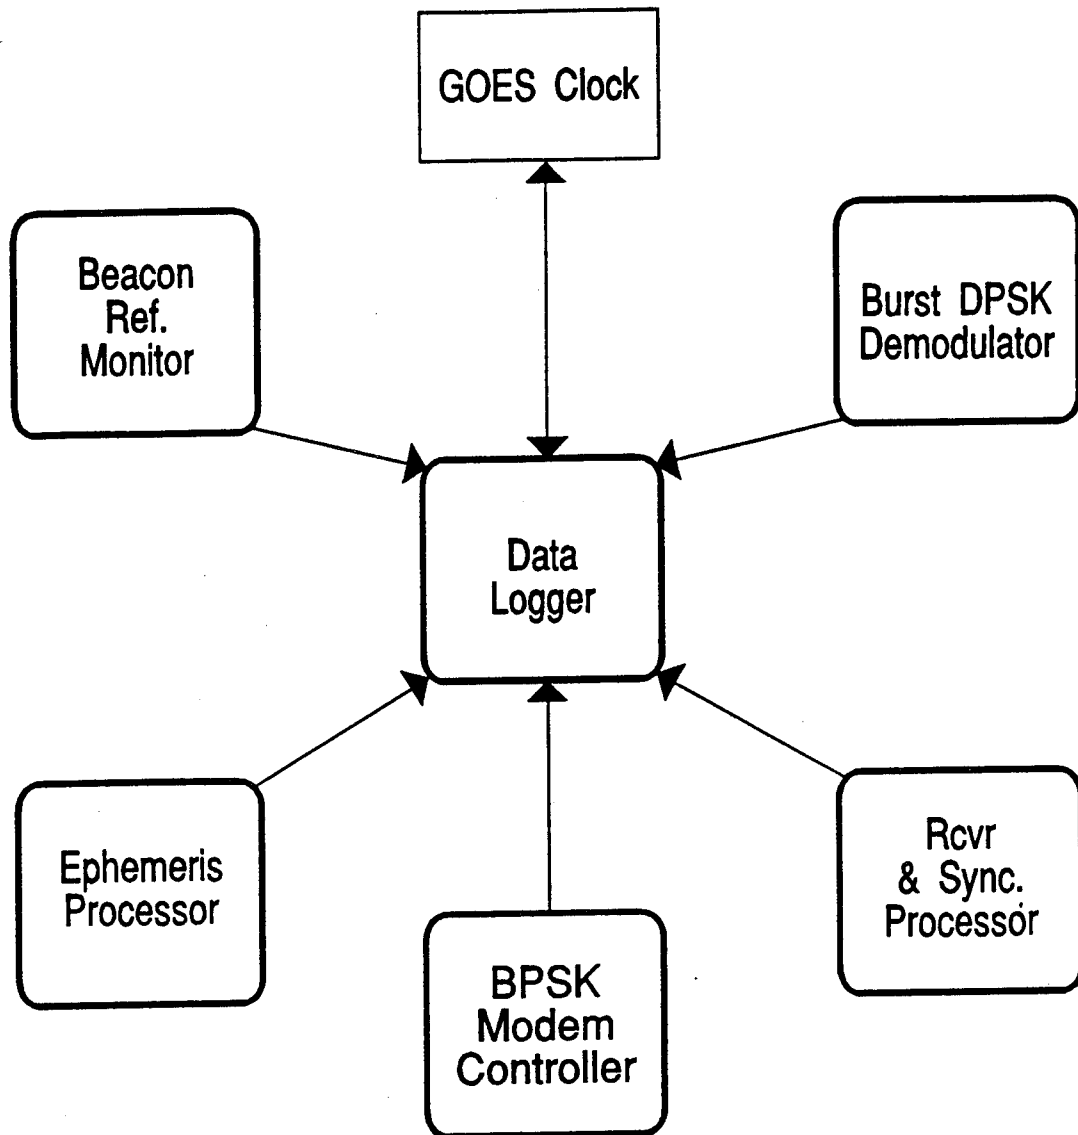 GOES Clock
Beacon
Ref.
Monitor
Burst DPSK
Demodulator
Data
Logger
Ephemeris
Processor
BPSK
Modem
Controller
Rcvr
& Sync.
Processor